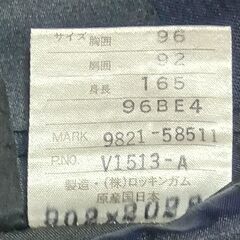 サイズ 胸囲 96
胴囲 92
身長 165
96BE4
MARK 9821-58511
P.NO. V1513-A
製造・(株)ロッキンガム
原産国日本